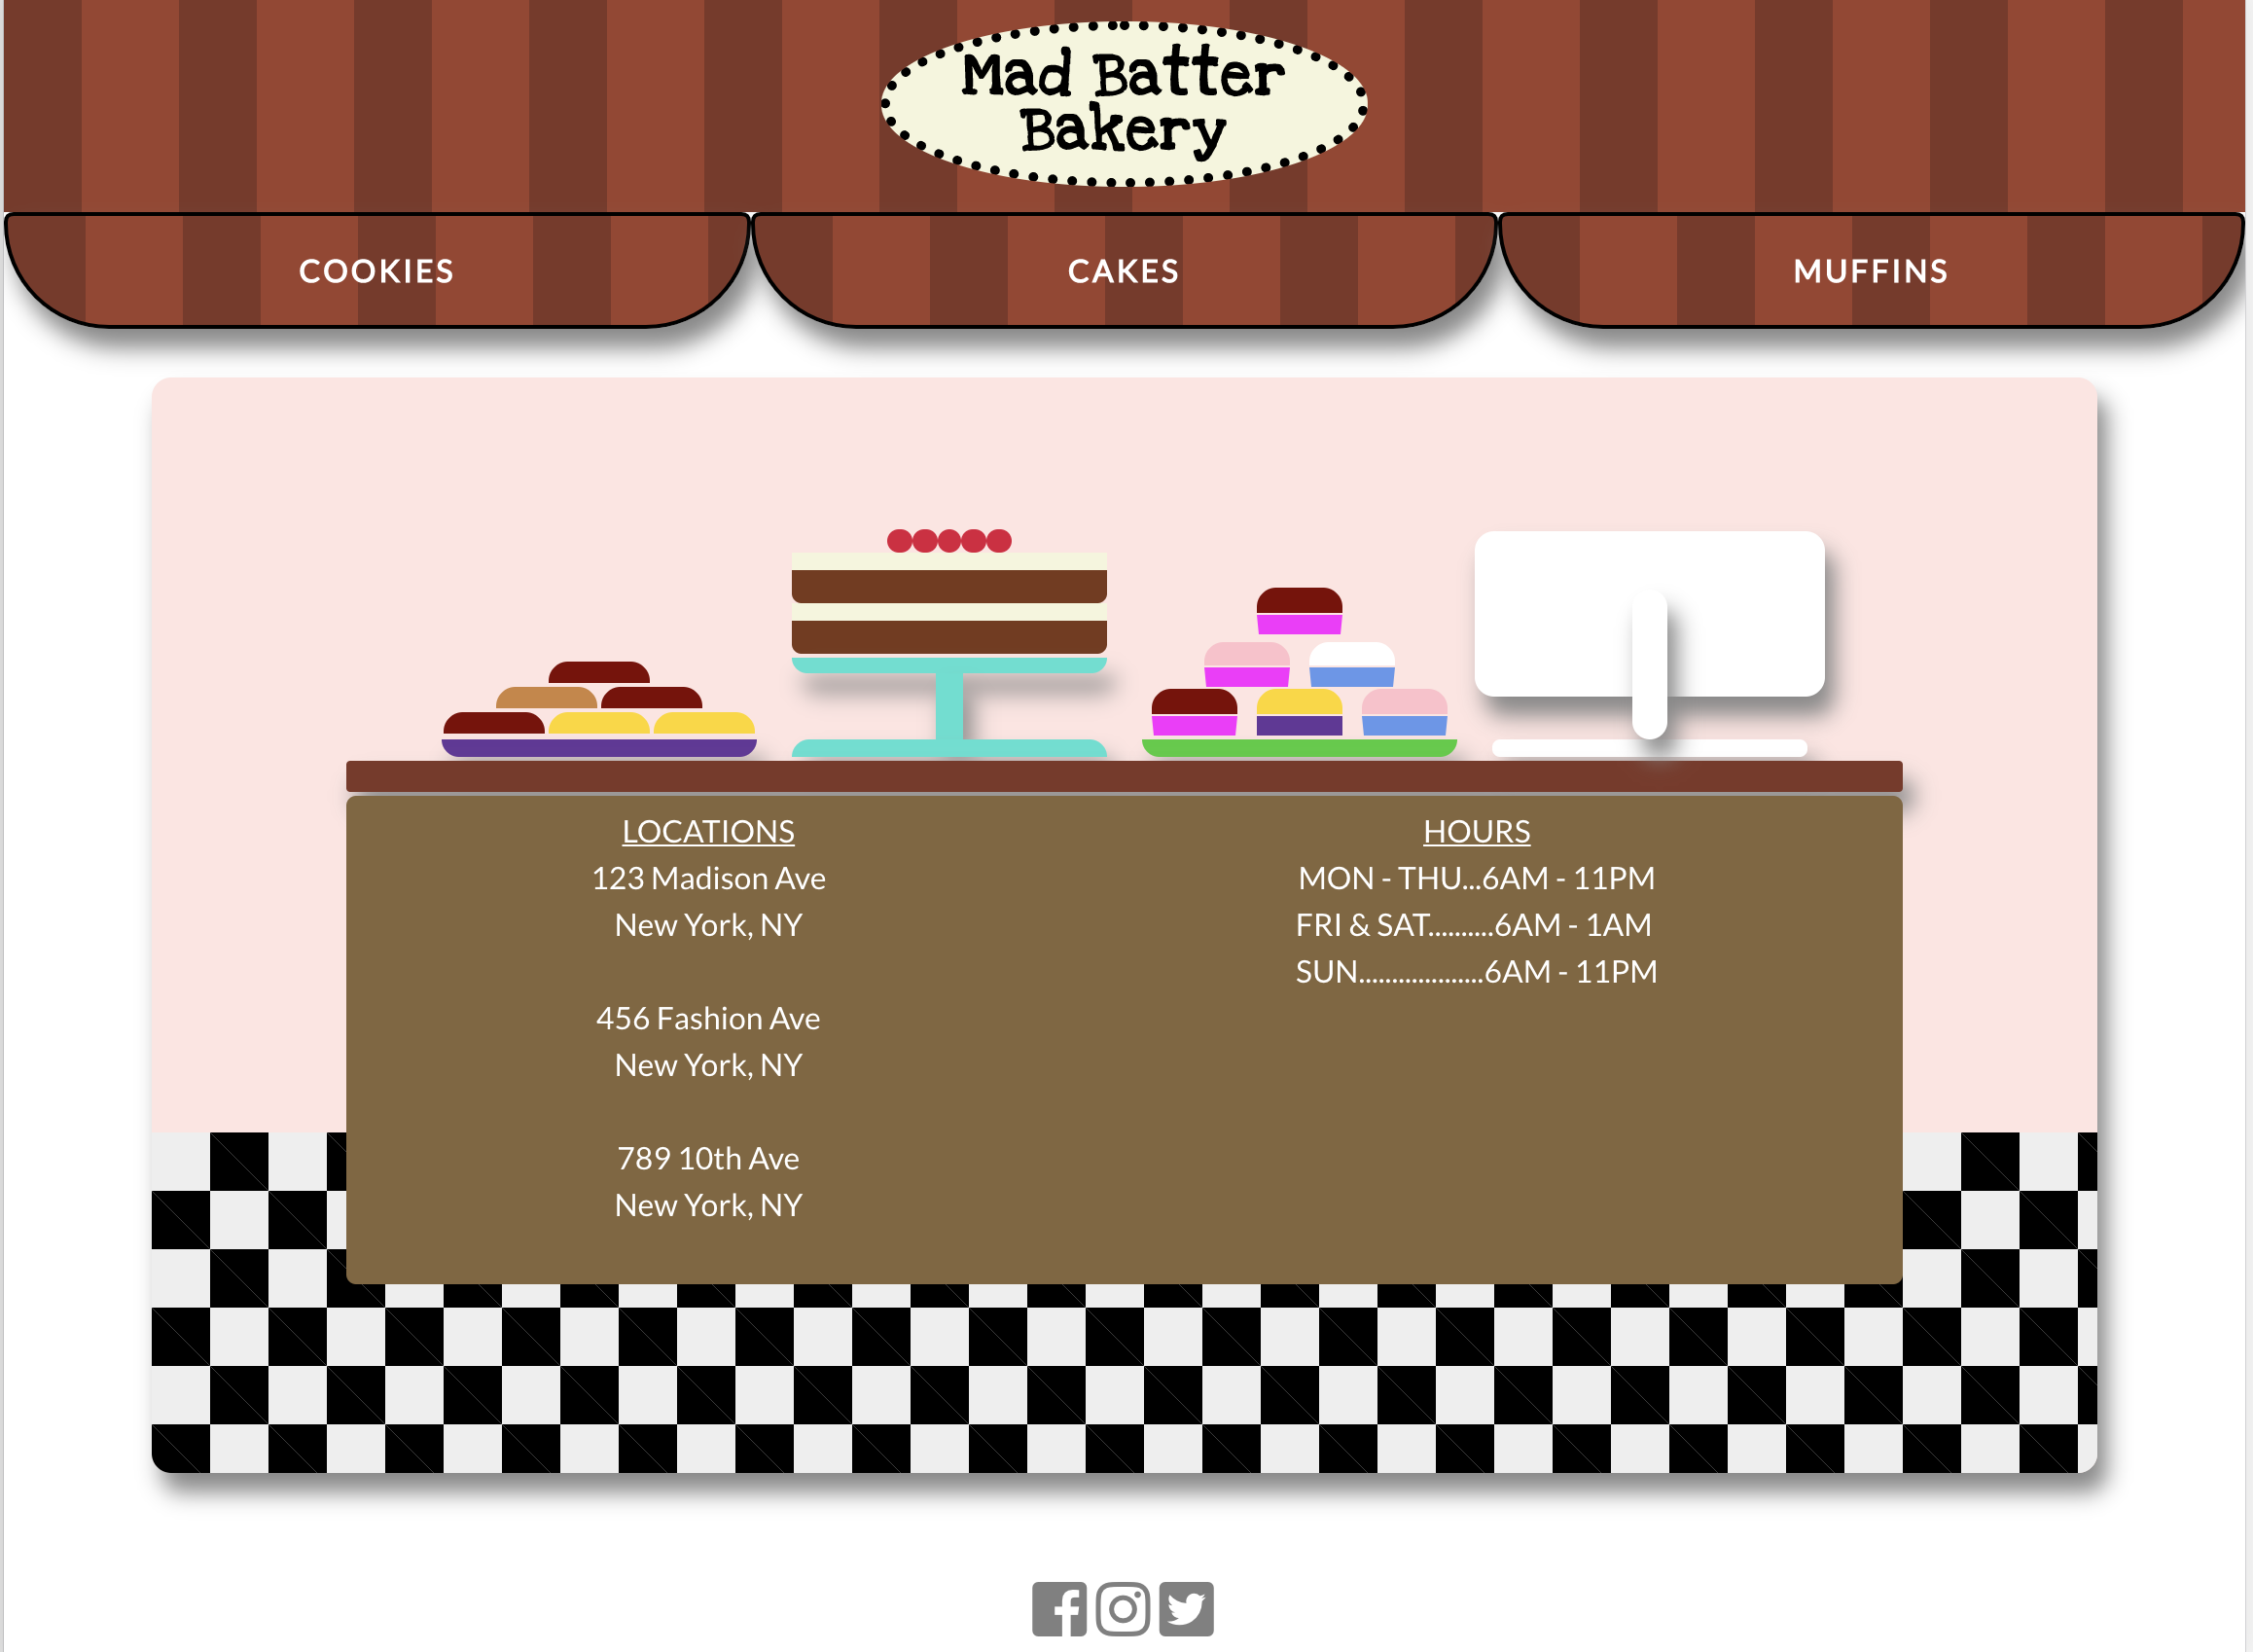 Mad Batter
Bakery
COOKIES
CAKES
MUFFINS
LOCATIONS
123 Madison Ave
New York, NY
456 Fashion Ave
New York, NY
789 10th Ave
New York, NY
HOURS
MON - THU...6AM - 11PM
FRI & SAT..........6AM - 1AM
SUN...................6AM - 11PM